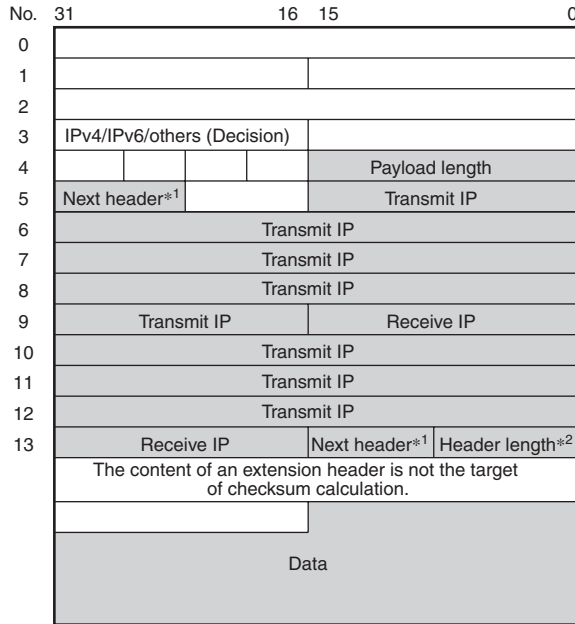 No. 31 16 15 0
0
1
2
3 IPv4/IPv6/others (Decision)
4 Payload length
5 Next header*1 Transmit IP
6 Transmit IP
7 Transmit IP
8 Transmit IP
9 Transmit IP Receive IP
10 Transmit IP
11 Transmit IP
12 Transmit IP
13 Receive IP Next header*1 Header length*2
The content of an extension header is not the target
of checksum calculation.
Data